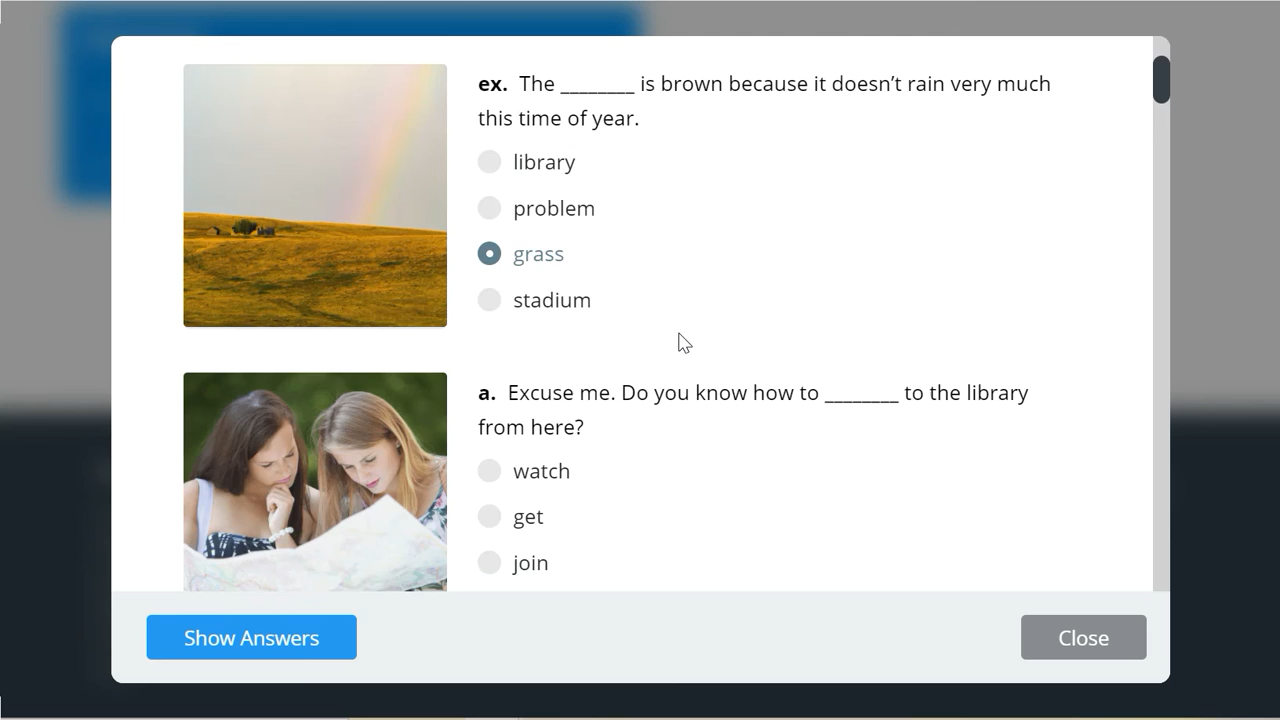 ex. The ________ is brown because it doesn’t rain very much
this time of year.
library
problem
grass
stadium
a. Excuse me. Do you know how to ________ to the library
from here?
watch
get
join
Show Answers
Close